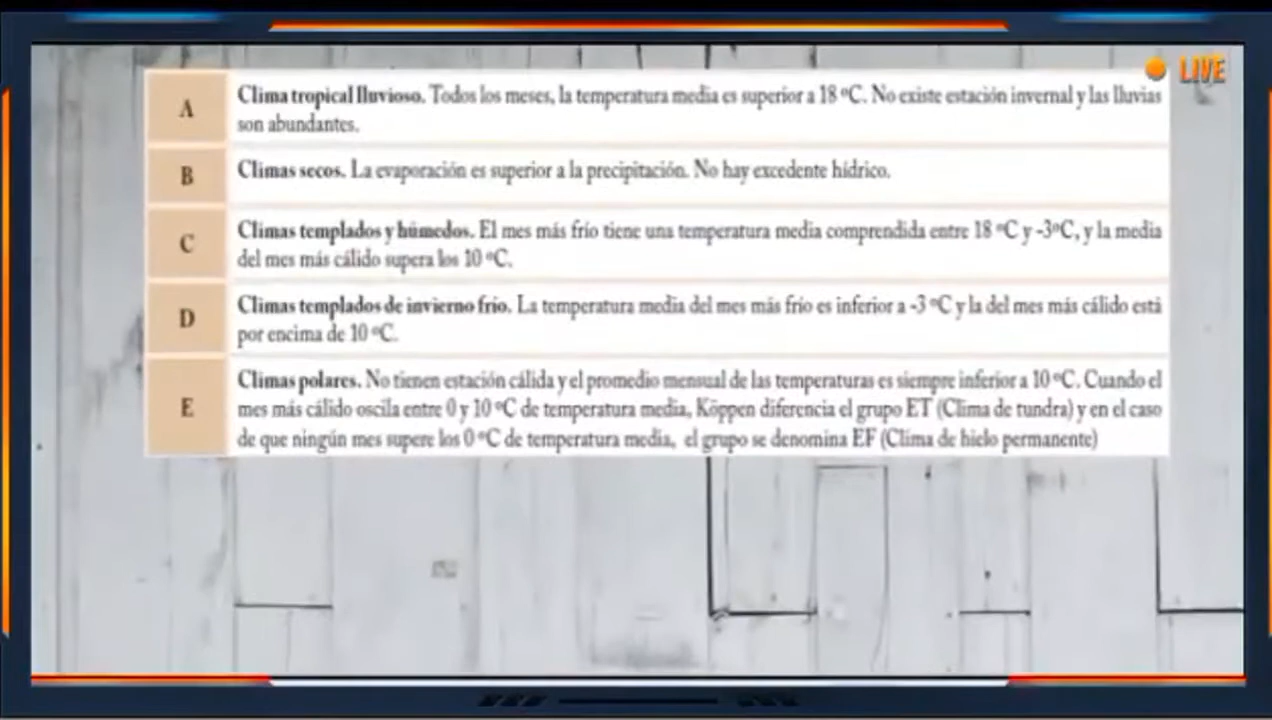 LIVE
A
Clima tropical lluvioso. Todos los meses, la temperatura media es superior a 18 ºC. No existe estación invernal y las lluvias
son abundantes.
B
Climas secos. La evaporación es superior a la precipitación. No hay excedente hídrico.
C
Climas templados y húmedos. El mes más frío tiene una temperatura media comprendida entre 18 ºC y -3ºC, y la media
del mes más cálido supera los 10 ºC.
D
Climas templados de invierno frío. La temperatura media del mes más frío es inferior a -3 ºC y la del mes más cálido está
por encima de 10 ºC.
E
Climas polares. No tienen estación cálida y el promedio mensual de las temperaturas es siempre inferior a 10 ºC. Cuando el
mes más cálido oscila entre 0 y 10 ºC de temperatura media, Köppen diferencia el grupo ET (Clima de tundra) y en el caso
de que ningún mes supere los 0 ºC de temperatura media, el grupo se denomina EF (Clima de hielo permanente)